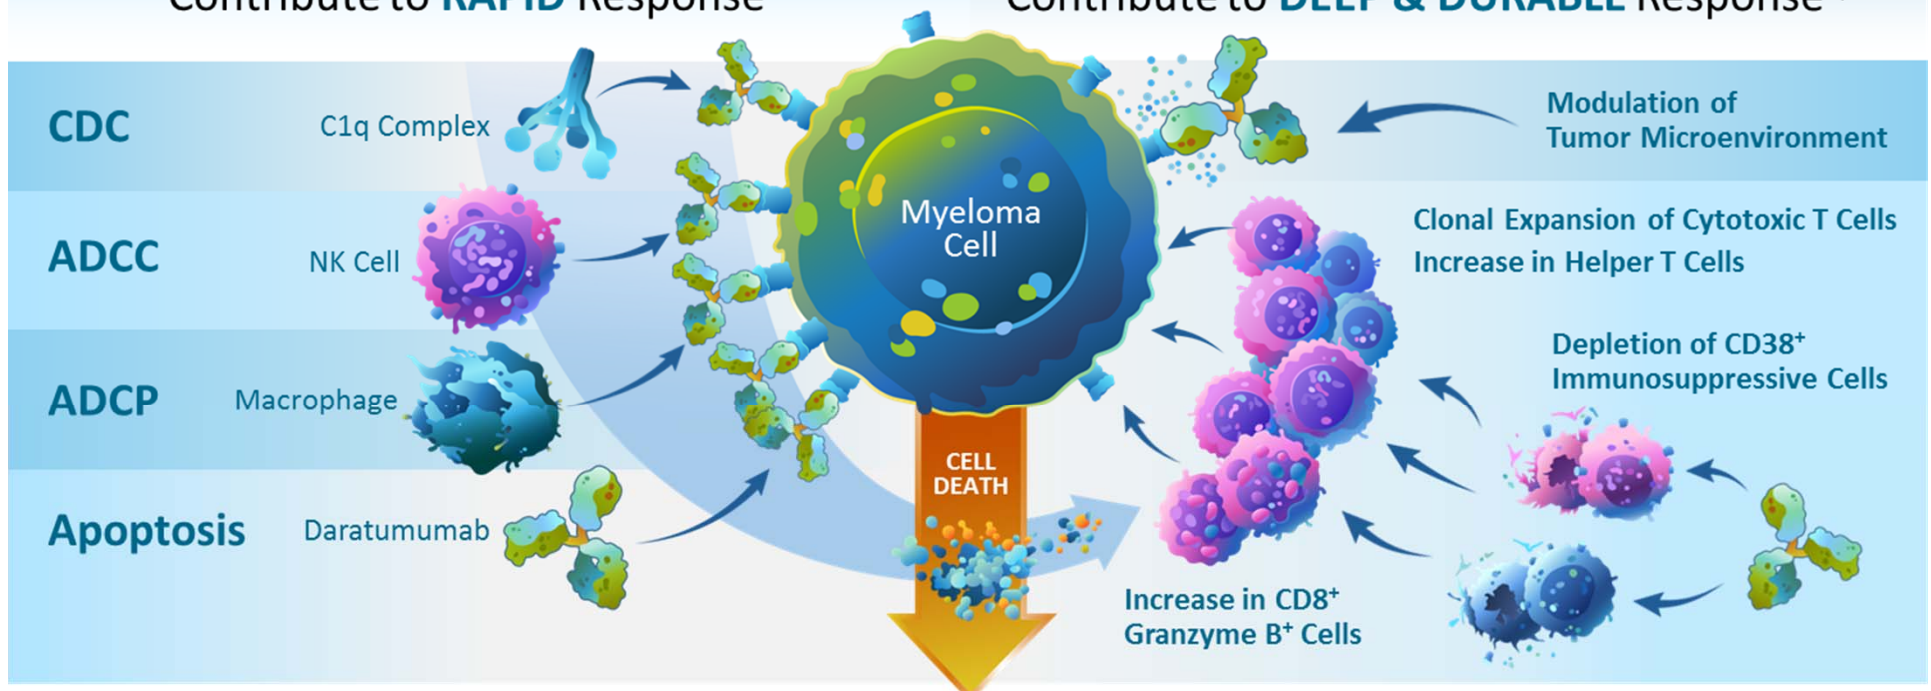 Contribute to RAPID Response
Contribute to DEEP & DURABLE Response
CDC
C1q Complex
ADCC
NK Cell
ADCP
Macrophage
Apoptosis
Daratumumab
Myeloma
Cell
CELL
DEATH
Modulation of
Tumor Microenvironment
Clonal Expansion of Cytotoxic T Cells
Increase in Helper T Cells
Depletion of CD38⁺
Immunosuppressive Cells
Increase in CD8⁺
Granzyme B⁺ Cells